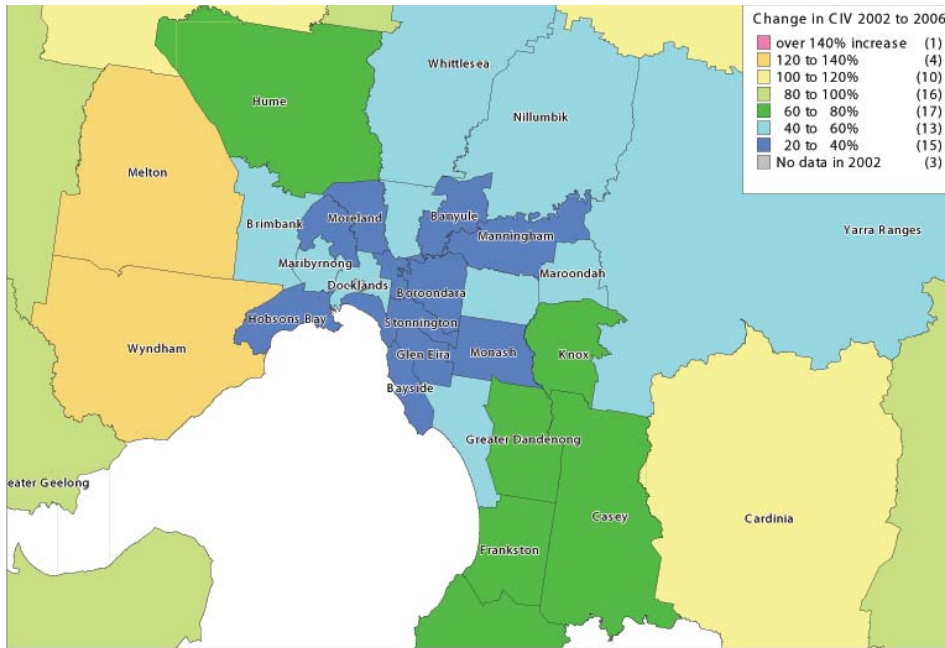 Change in CIV 2002 to 2006
over 140% increase (1)
120 to 140% (4)
100 to 120% (10)
80 to 100% (16)
60 to 80% (17)
40 to 60% (13)
20 to 40% (15)
No data in 2002 (3)
Whittlesea
Hume
Nillumbik
Melton
Brimbank
Moreland
Banyule
Manningham
Yarra Ranges
Maribyrnong
Maroondah
Docklands
Boroondara
Hobsons Bay
Stonnington
Wyndham
Glen Eira
Monash
Knox
Bayside
Greater Dandenong
eater Geelong
Casey
Cardinia
Frankston